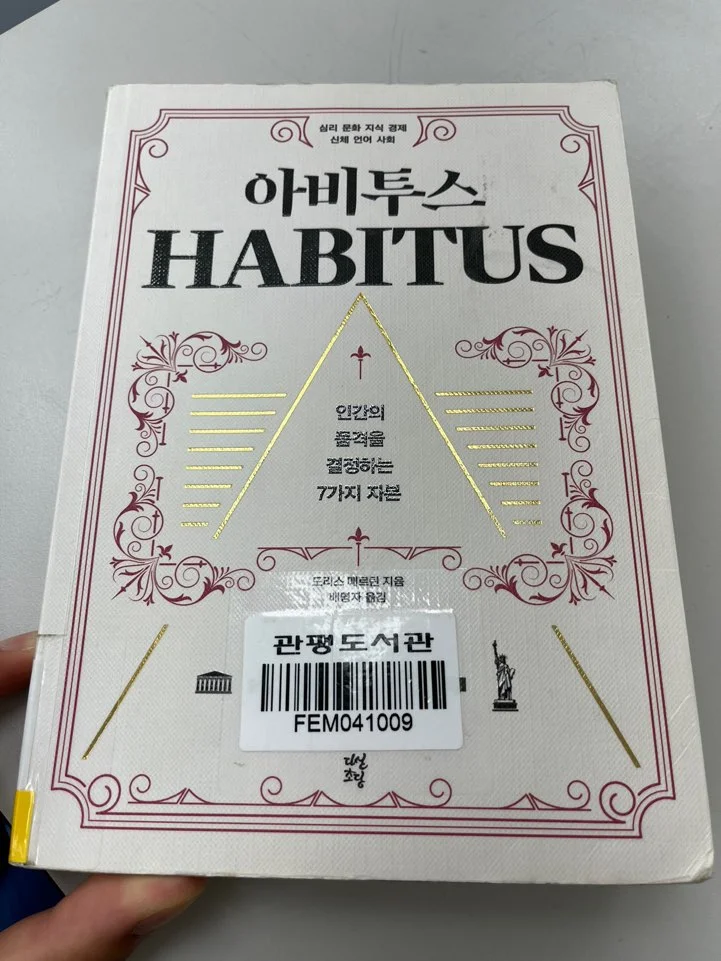 심리 문화 지식 경제
신체 언어 사회
아비투스
HABITUS
인간의
품격을
결정하는
7가지 자본
도리스 메르틴 지음
배명자 옮김
관평도서관
FEM041009
다산
초당